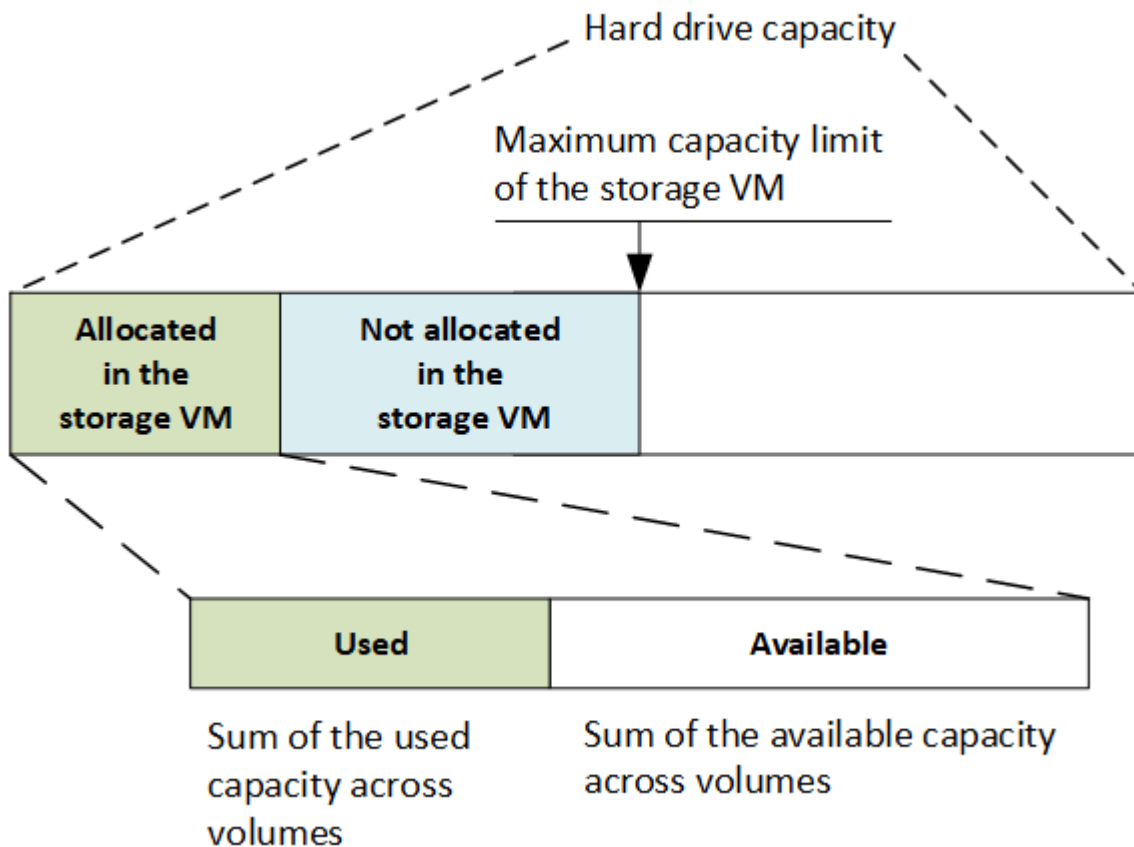 Hard drive capacity
Maximum capacity limit
of the storage VM
Allocated
in the
storage VM
Not allocated
in the
storage VM
Used
Available
Sum of the used
capacity across
volumes
Sum of the available capacity
across volumes